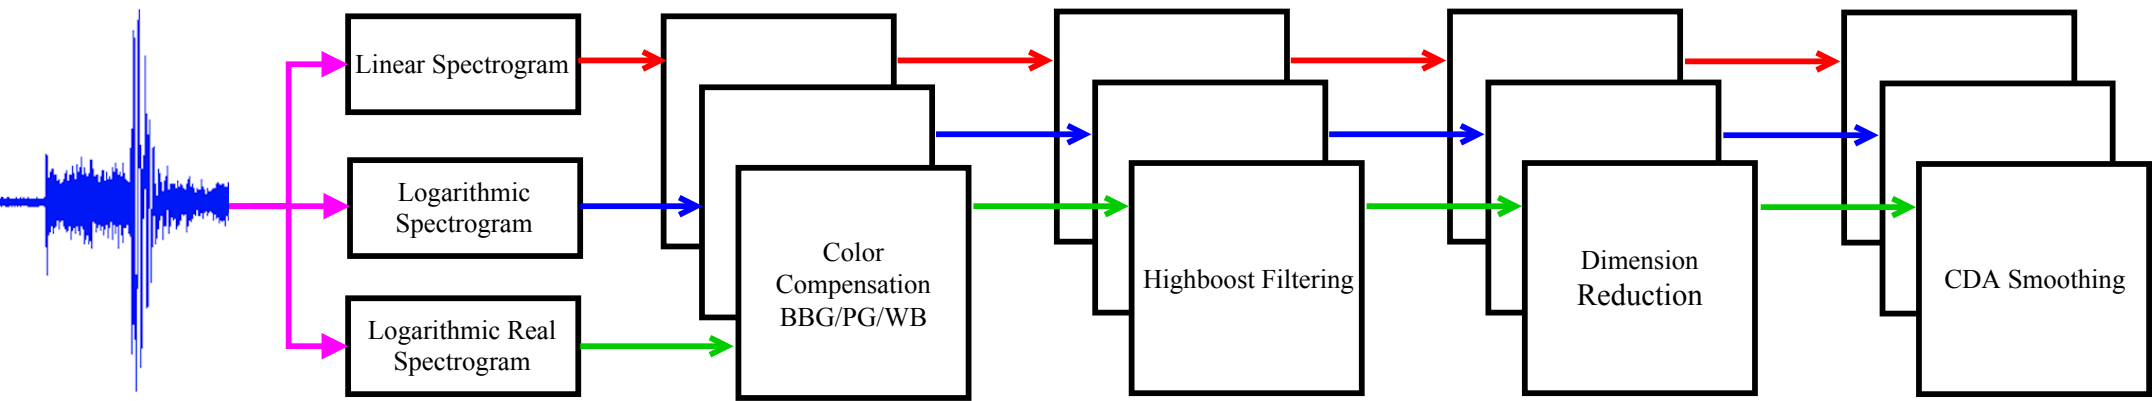 Linear Spectrogram
Logarithmic
Spectrogram
Logarithmic Real
Spectrogram
Color
Compensation
BBG/PG/WB
Highboost Filtering
Dimension
Reduction
CDA Smoothing